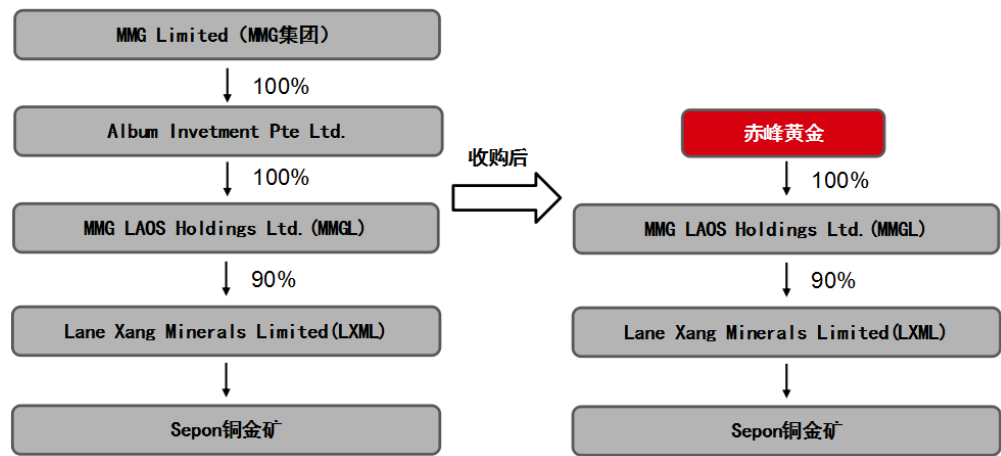 MMG Limited（MMG集团）
100%
Album Invetment Pte Ltd.
100%
MMG LAOS Holdings Ltd.(MMGL)
90%
Lane Xang Minerals Limited(LXML)
Sepon铜金矿
收购后
赤峰黄金
100%
MMG LAOS Holdings Ltd.(MMGL)
90%
Lane Xang Minerals Limited(LXML)
Sepon铜金矿